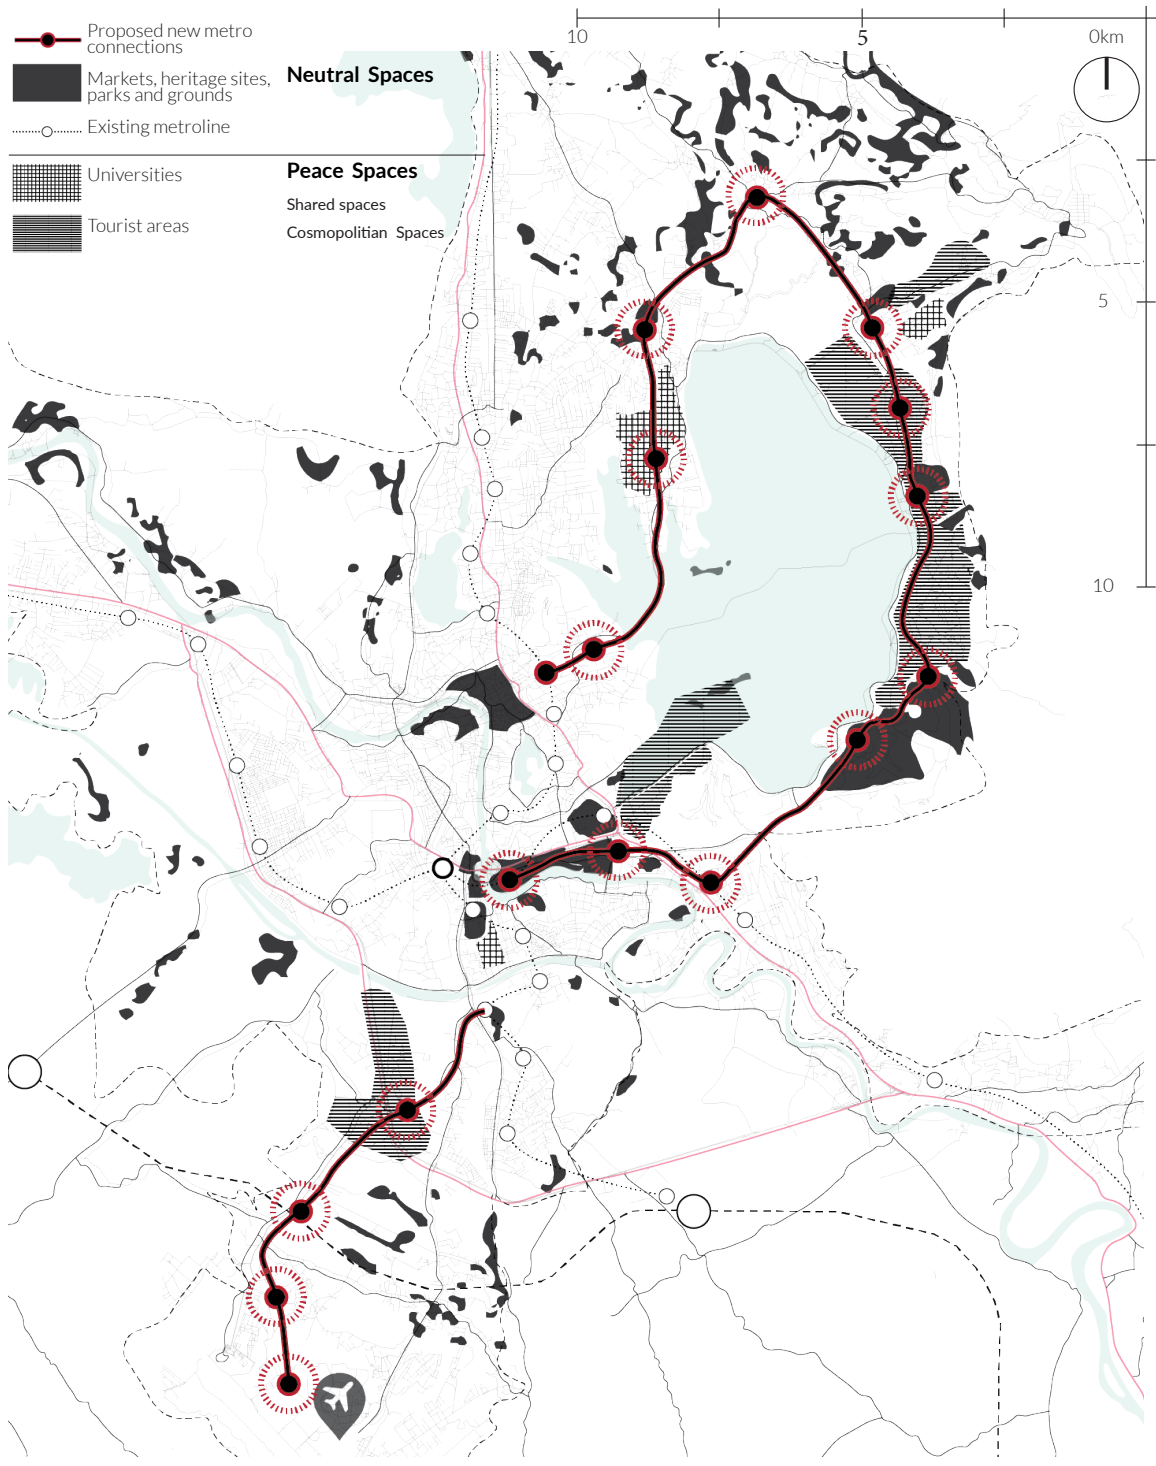 Proposed new metro
connections
Markets, heritage sites,
parks and grounds
Neutral Spaces
Existing metroline
Universities
Peace Spaces
Shared spaces
Tourist areas
Cosmopolitian Spaces
10
5
0km
5
10